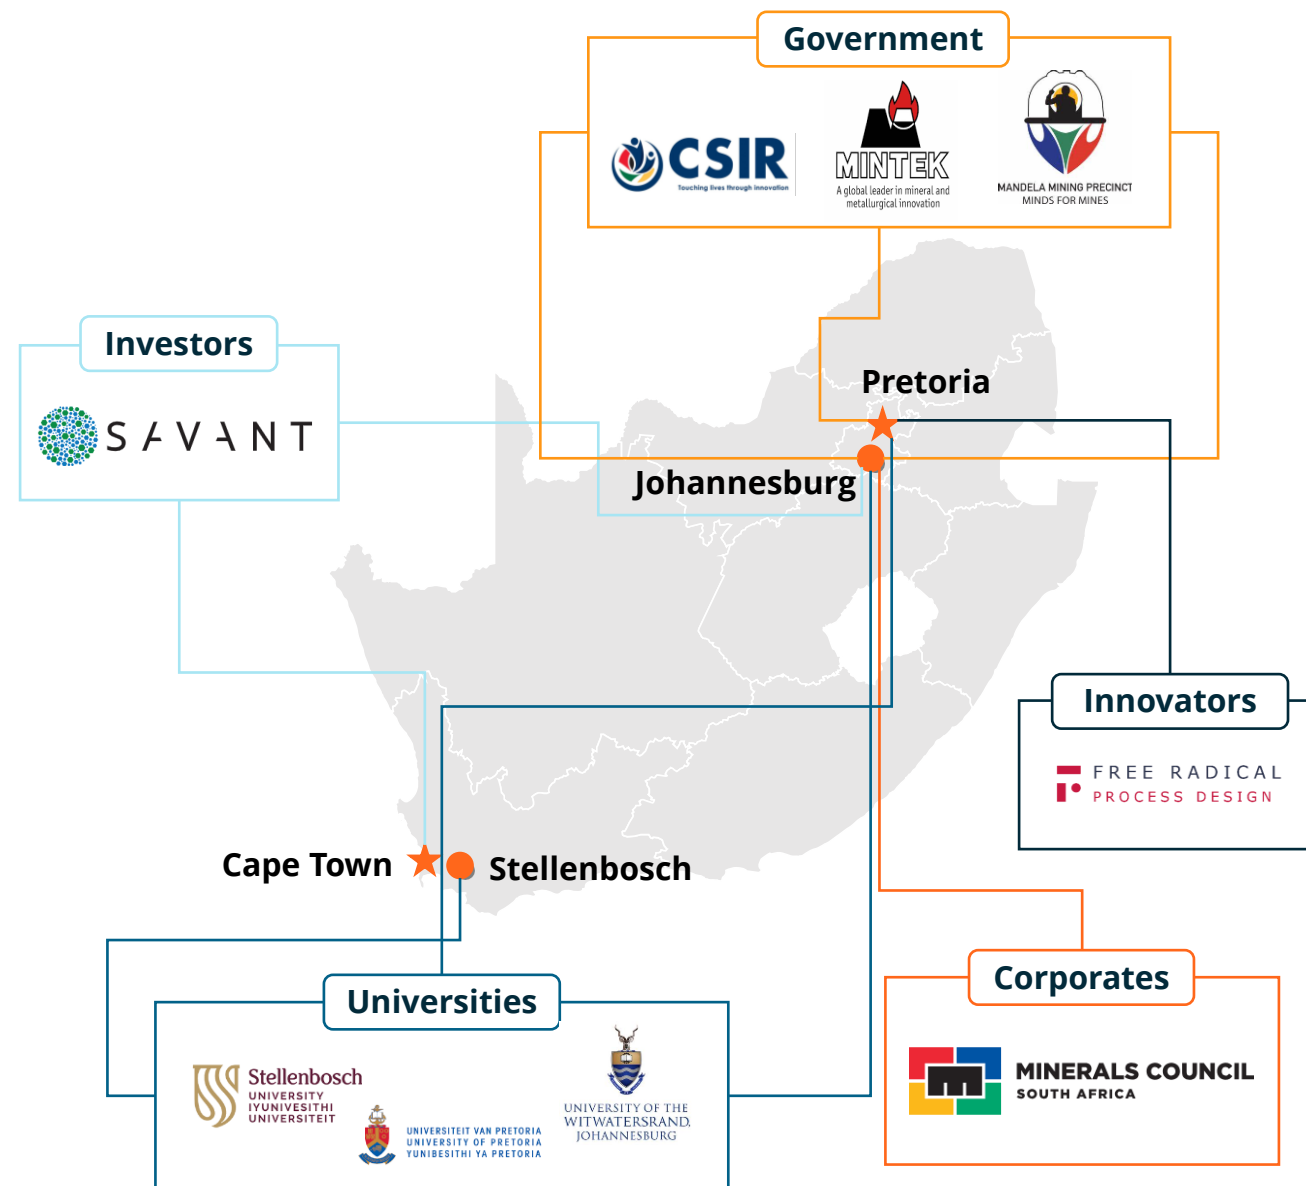 Government
CSIR
Touching lives through innovation
MINTEK
A global leader in mineral and
metallurgical innovation
MANDELA MINING PRECINCT
MINDS FOR MINES
Investors
SAVANT
Pretoria
Johannesburg
Innovators
FREE RADICAL
PROCESS DESIGN
Cape Town
Stellenbosch
Universities
Stellenbosch
UNIVERSITY
IYUNIVESITHI
UNIVERSITEIT
UNIVERSITEIT VAN PRETORIA
UNIVERSITY OF PRETORIA
YUNIBESITHI YA PRETORIA
UNIVERSITY OF THE
WITWATERSRAND,
JOHANNESBURG
Corporates
MINERALS COUNCIL
SOUTH AFRICA